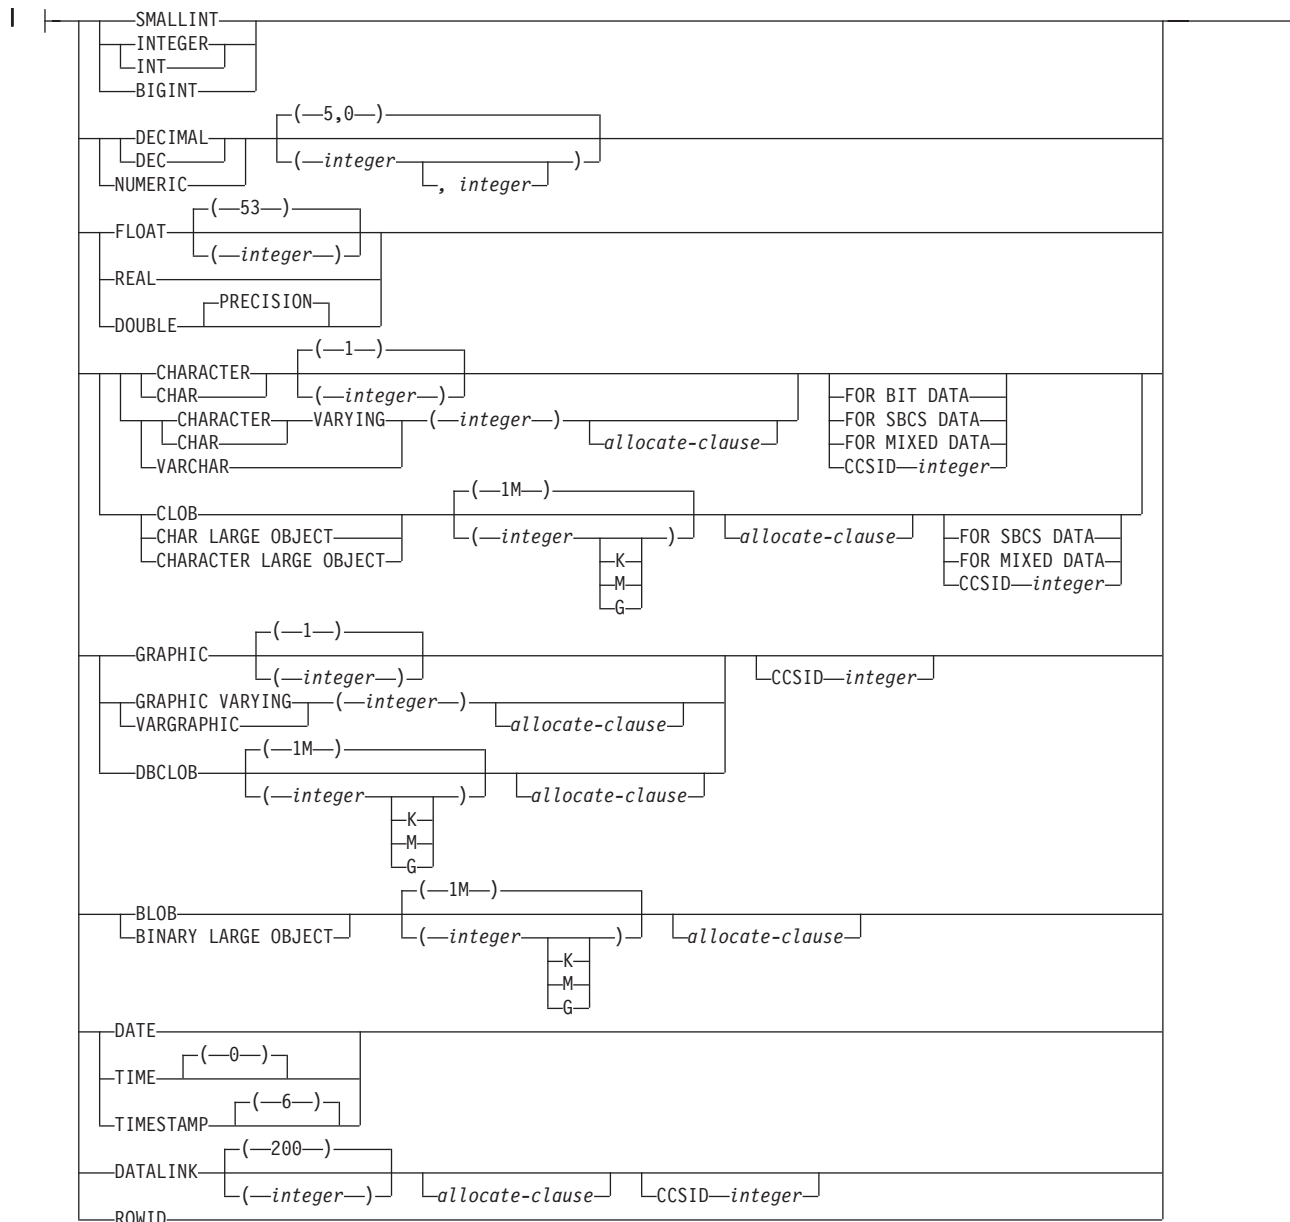 SMALLINT
INTEGER
INT
BIGINT
( 5,0 )
DECIMAL
DEC ( integer )
NUMERIC , integer
( 53 )
FLOAT
( integer )
REAL
PRECISION
DOUBLE
( 1 )
CHARACTER
CHAR ( integer ) FOR BIT DATA
CHARACTER VARYING ( integer ) FOR SBCS DATA
CHAR allocate-clause FOR MIXED DATA
VARCHAR CCSID integer
( 1M )
CLOB
CHAR LARGE OBJECT ( integer ) allocate-clause FOR SBCS DATA
CHARACTER LARGE OBJECT K FOR MIXED DATA
M CCSID integer
G
( 1 )
GRAPHIC
( integer ) CCSID integer
GRAPHIC VARYING ( integer )
VARGRAPHIC allocate-clause
( 1M )
DBCLOB
( integer ) allocate-clause
K
M
G
( 1M )
BLOB
BINARY LARGE OBJECT ( integer ) allocate-clause
K
M
G
DATE
( 0 )
TIME
( 6 )
TIMESTAMP
( 200 )
DATALINK
( integer ) allocate-clause CCSID integer
ROWID